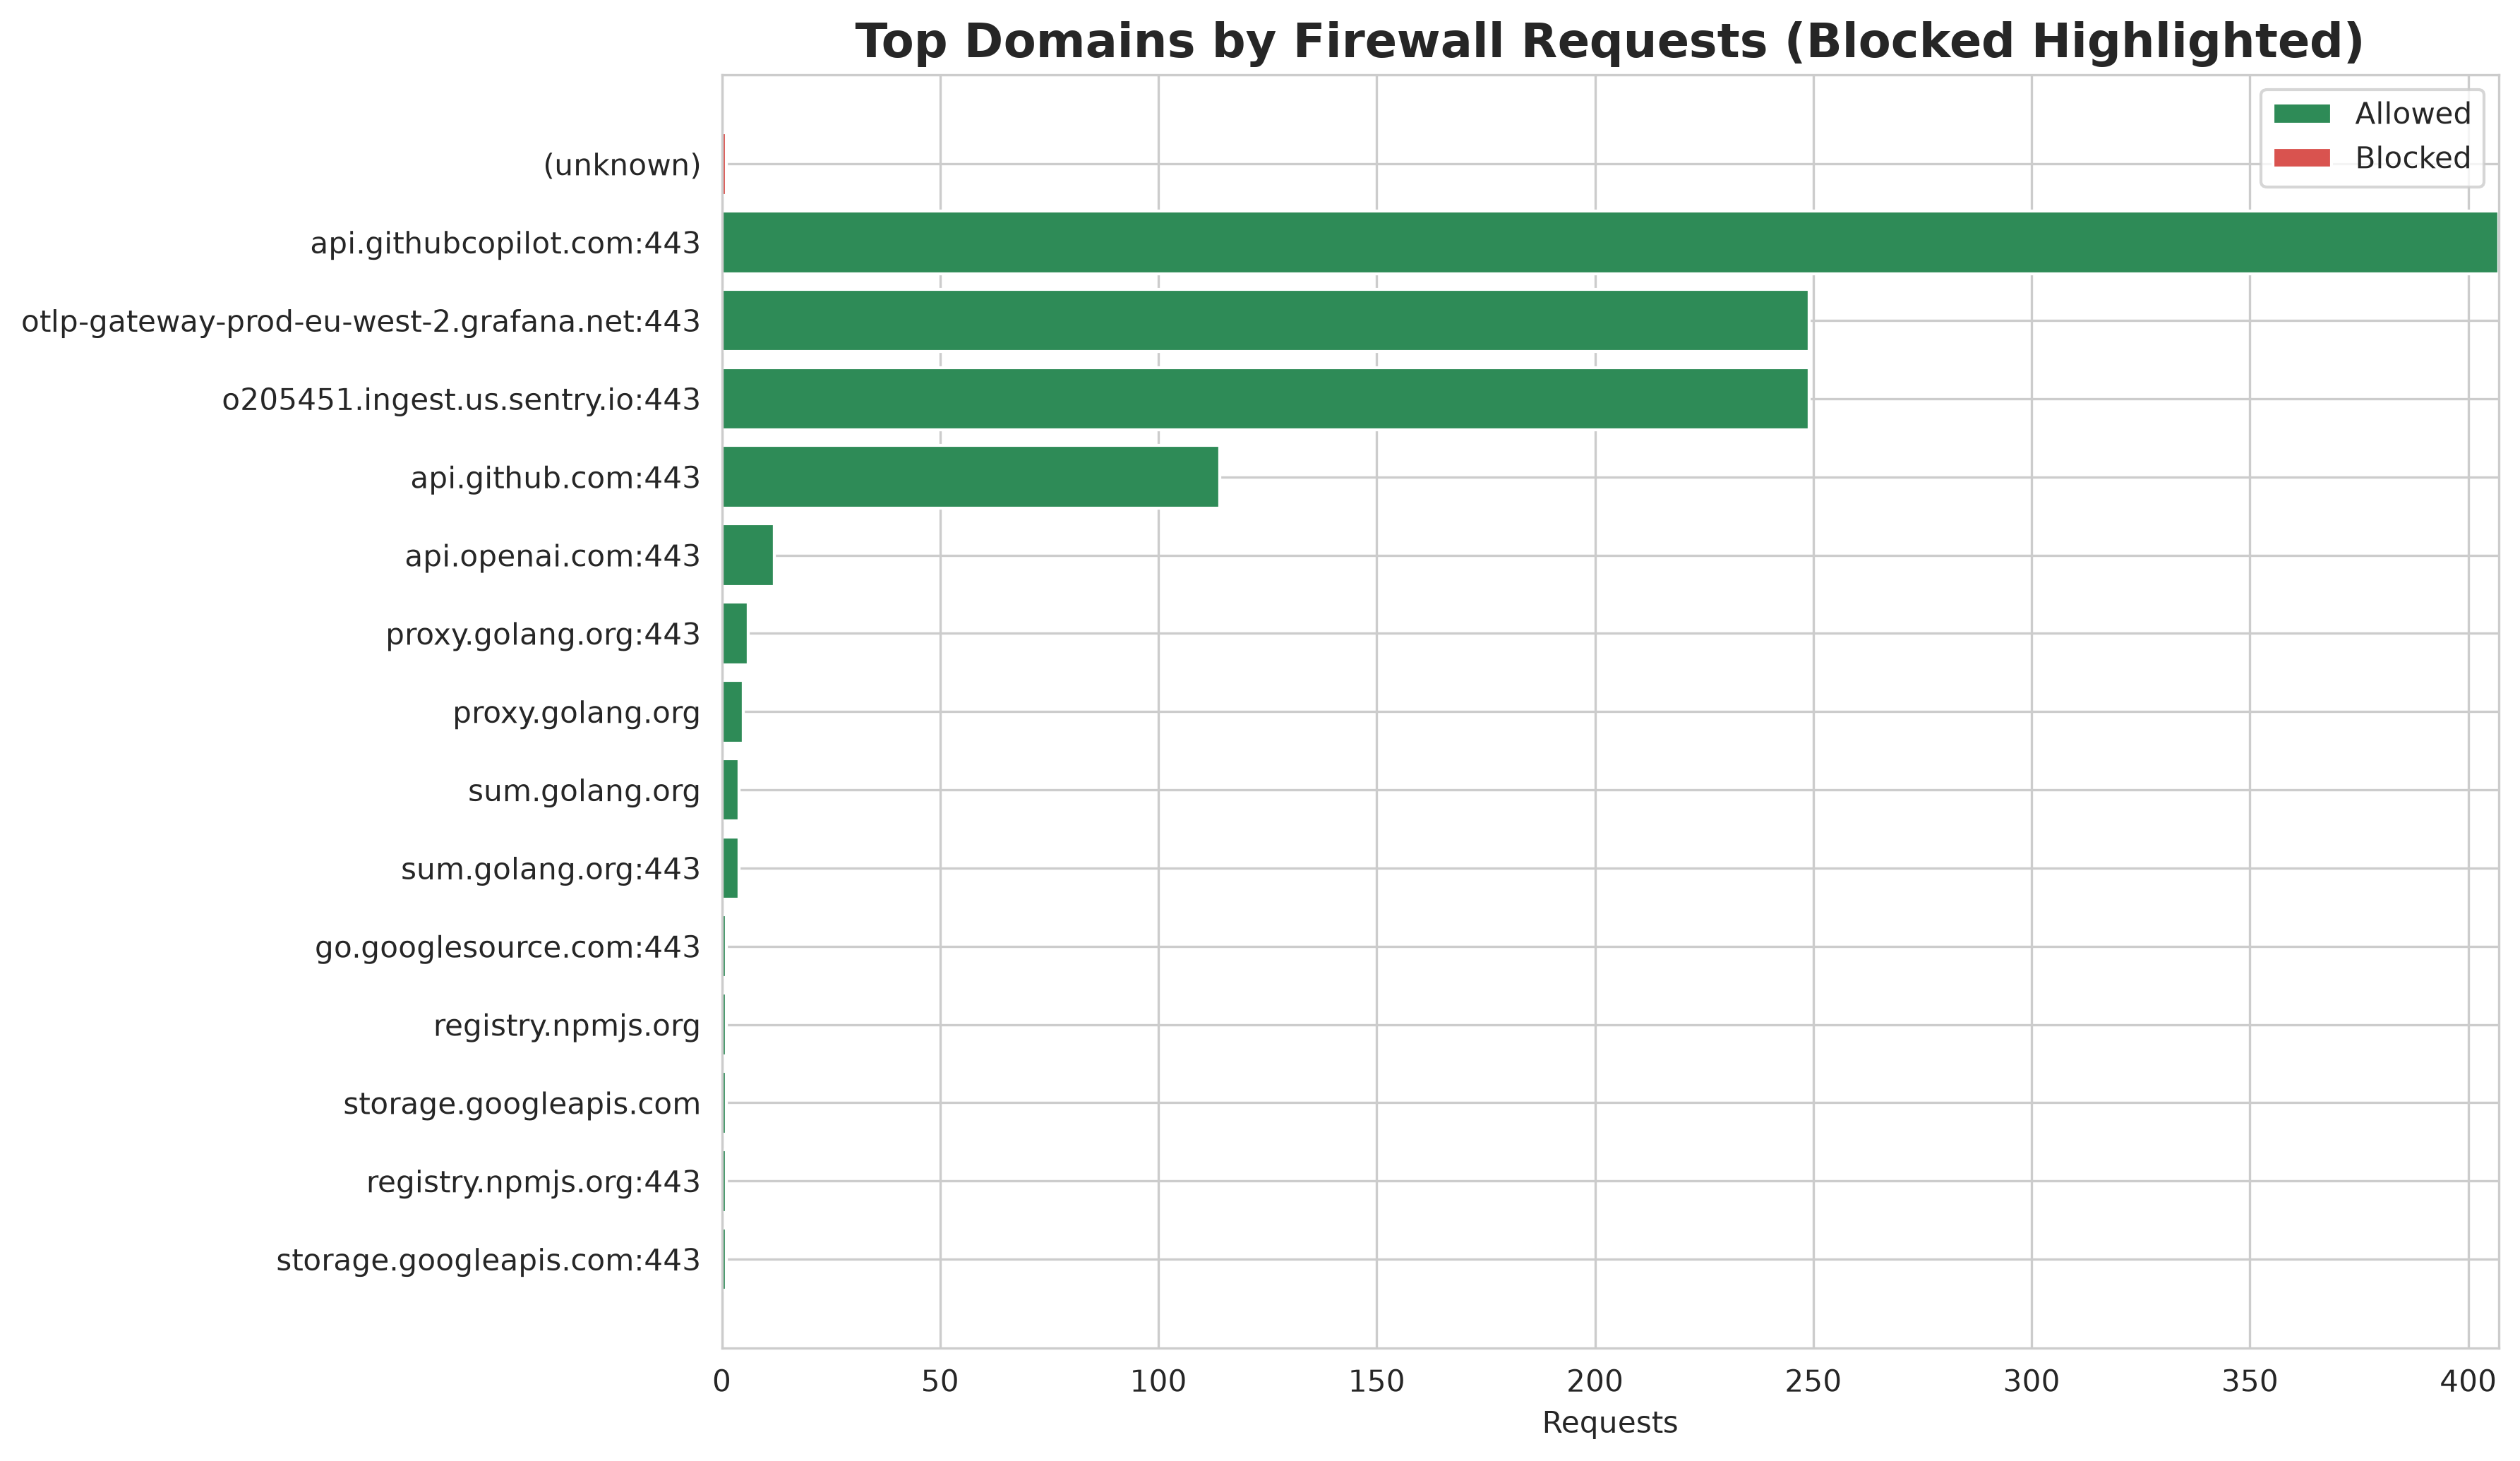 Top Domains by Firewall Requests (Blocked Highlighted)
Allowed
Blocked
(unknown)
api.githubcopilot.com:443
otlp-gateway-prod-eu-west-2.grafana.net:443
o205451.ingest.us.sentry.io:443
api.github.com:443
api.openai.com:443
proxy.golang.org:443
proxy.golang.org
sum.golang.org
sum.golang.org:443
go.googlesource.com:443
registry.npmjs.org
storage.googleapis.com
registry.npmjs.org:443
storage.googleapis.com:443
0 50 100 150 200 250 300 350 400
Requests